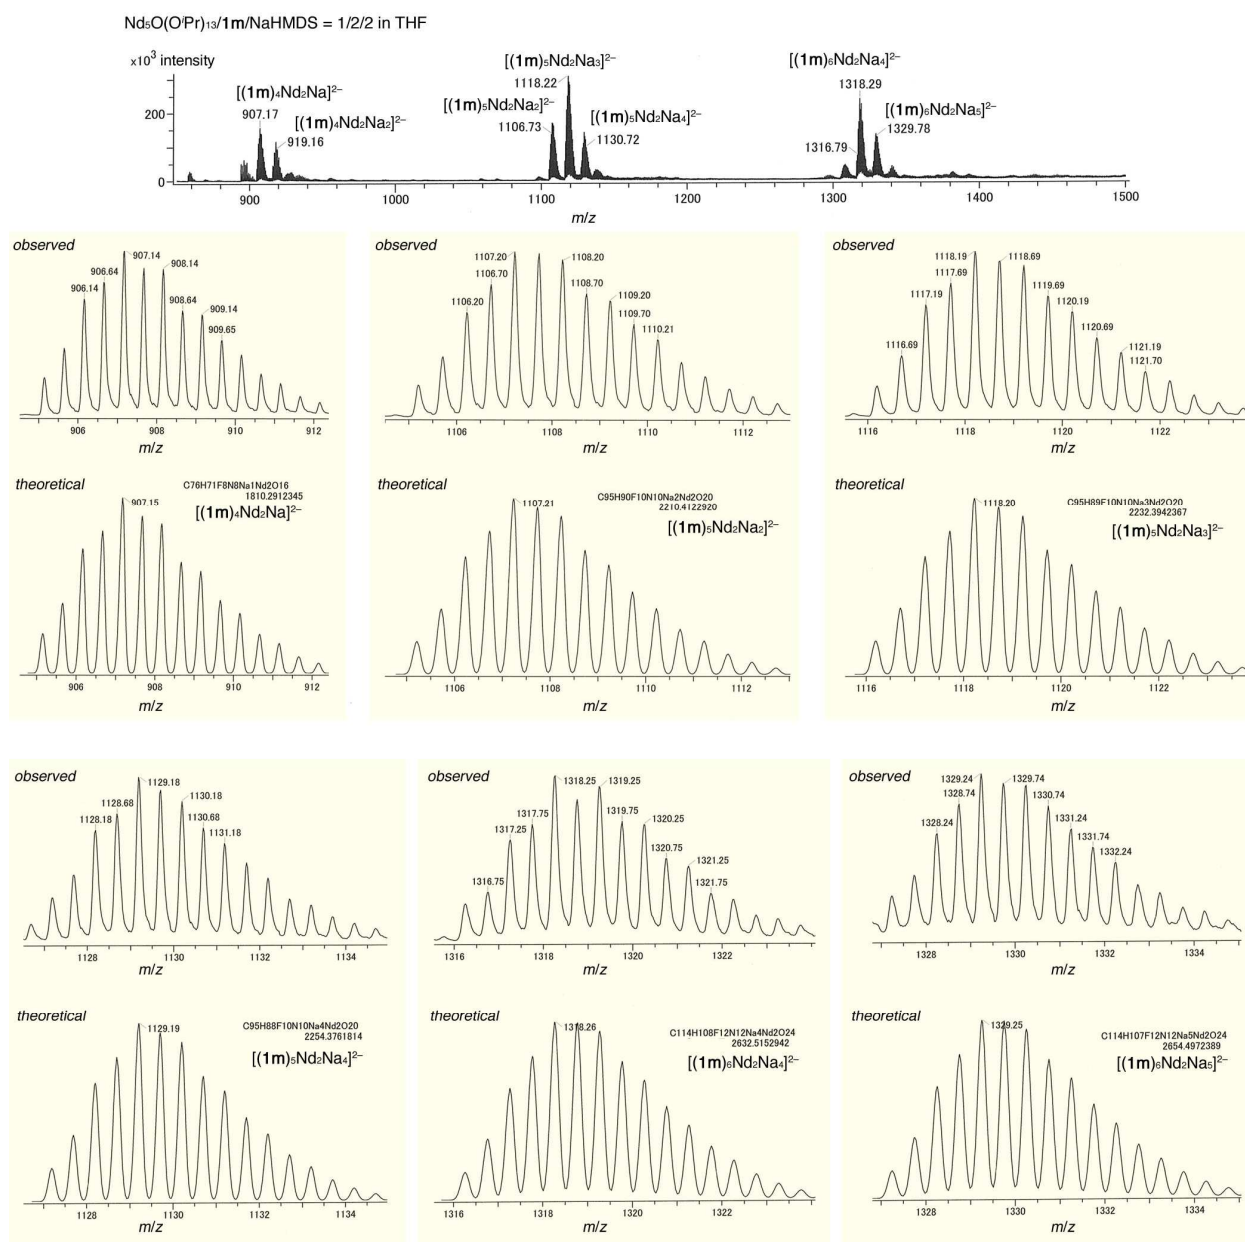 Nd₅O(OⁱPr)₁₃/1m/NaHMDS = 1/2/2 in THF
x10³ intensity
200
0
[(1m)₄Nd₂Na]²⁻
907.17
[(1m)₄Nd₂Na₂]²⁻
919.16
[(1m)₅Nd₂Na₃]²⁻
1118.22
[(1m)₅Nd₂Na₂]²⁻
1106.73
[(1m)₅Nd₂Na₄]²⁻
1130.72
[(1m)₆Nd₂Na₄]²⁻
1318.29
[(1m)₆Nd₂Na₅]²⁻
1329.78
1316.79
900 1000 1100 1200 1300 1400 1500
m/z
observed
907.14
906.64 908.14
906.14
908.64 909.14
909.65
906 908 910 912
m/z
theoretical
C76H71F8N8Na1Nd2O16
1810.2912345
907.15
[(1m)₄Nd₂Na]²⁻
906 908 910 912
m/z
observed
1107.20 1108.20
1106.70
1108.70
1106.20 1109.20
1109.70
1110.21
1106 1108 1110 1112
m/z
theoretical
C95H90F10N10Na2Nd2O20
2210.4122920
1107.21
[(1m)₅Nd₂Na₂]²⁻
1106 1108 1110 1112
m/z
observed
1118.19 1118.69
1117.69
1117.19 1119.69
1120.19
1116.69 1120.69
1121.19
1121.70
1116 1118 1120 1122
m/z
theoretical
C95H89F10N10Na3Nd2O20
2232.3942367
1118.20
[(1m)₅Nd₂Na₃]²⁻
1116 1118 1120 1122
m/z
observed
1129.18
1128.68 1130.18
1128.18 1130.68
1131.18
1128 1130 1132 1134
m/z
theoretical
C95H88F10N10Na4Nd2O20
2254.3761814
1129.19
[(1m)₅Nd₂Na₄]²⁻
1128 1130 1132 1134
m/z
observed
1318.25 1319.25
1317.75 1319.75
1317.25 1320.25
1320.75
1316.75 1321.25
1321.75
1316 1318 1320 1322
m/z
theoretical
C114H108F12N12Na4Nd2O24
2632.5152942
1318.26
[(1m)₆Nd₂Na₄]²⁻
1316 1318 1320 1322
m/z
observed
1329.24 1329.74
1328.74 1330.74
1328.24 1331.24
1331.74
1332.24
1328 1330 1332 1334
m/z
theoretical
C114H107F12N12Na5Nd2O24
2654.4972389
1329.25
[(1m)₆Nd₂Na₅]²⁻
1328 1330 1332 1334
m/z